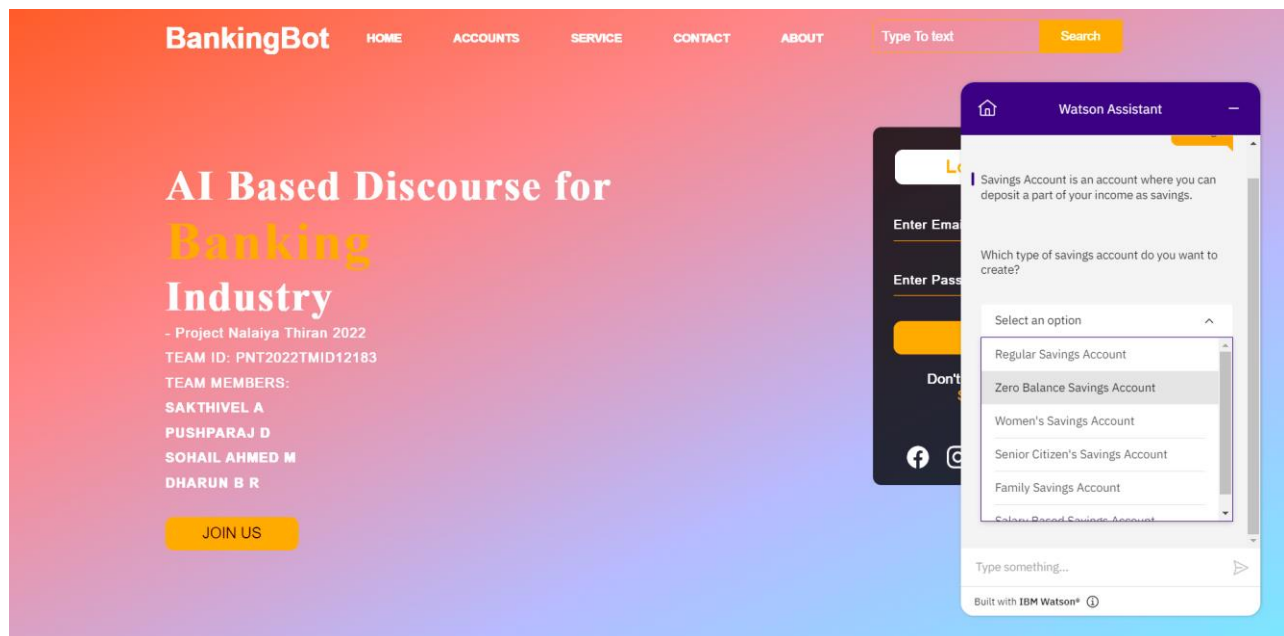 BankingBot HOME ACCOUNTS SERVICE CONTACT ABOUT Type To text Search
AI Based Discourse for
Banking
Industry
- Project Nalaiya Thiran 2022
TEAM ID: PNT2022TMID12183
TEAM MEMBERS:
SAKTHIVEL A
PUSHPARAJ D
SOHAIL AHMED M
DHARUN B R
JOIN US
Enter
Enter
Don't
Watson Assistant
Savings Account is an account where you can
deposit a part of your income as savings.
Which type of savings account do you want to
create?
Select an option
Regular Savings Account
Zero Balance Savings Account
Women's Savings Account
Senior Citizen's Savings Account
Family Savings Account
Salary Based Savings Account
Type something...
Built with IBM Watson®